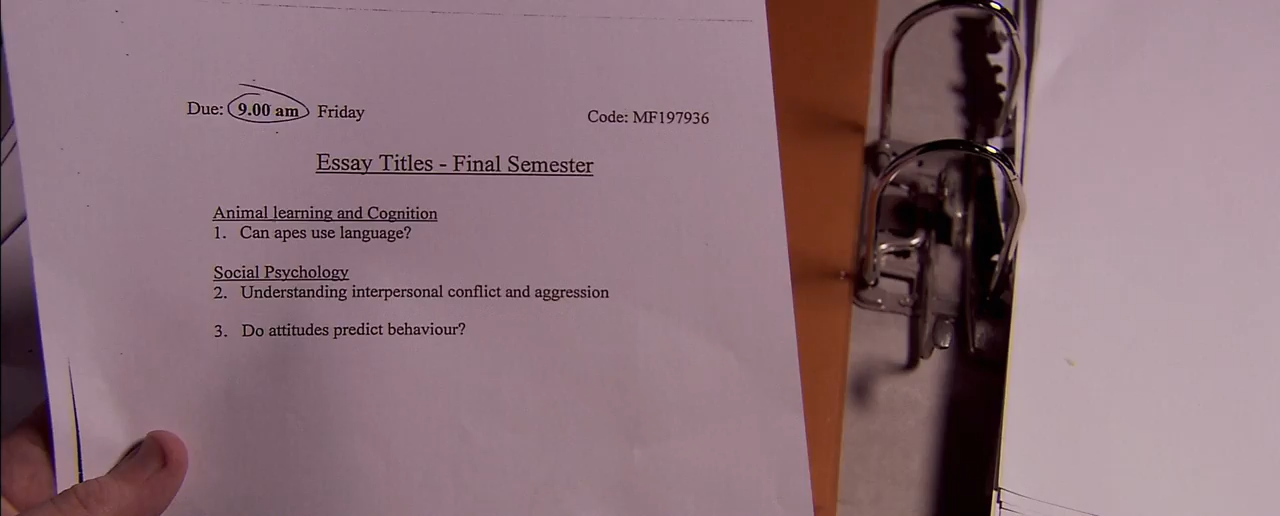 Due: 9.00 am Friday
Code: MF197936
Essay Titles - Final Semester
Animal learning and Cognition
1. Can apes use language?
Social Psychology
2. Understanding interpersonal conflict and aggression
3. Do attitudes predict behaviour?